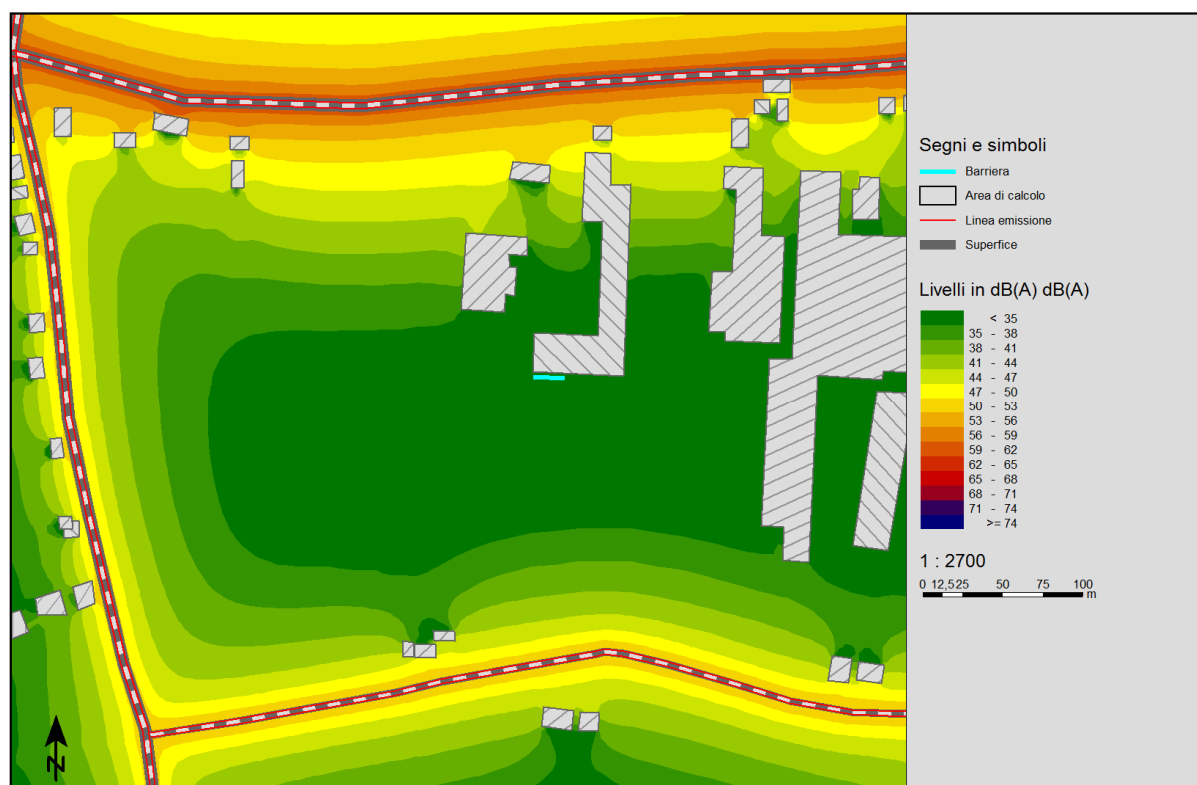 Segni e simboli
Barriera
Area di calcolo
Linea emissione
Superfice
Livelli in dB(A) dB(A)
< 35
35 - 38
38 - 41
41 - 44
44 - 47
47 - 50
50 - 53
53 - 56
56 - 59
59 - 62
62 - 65
65 - 68
68 - 71
71 - 74
>= 74
1 : 2700
0 12,525 50 75 100
m
N